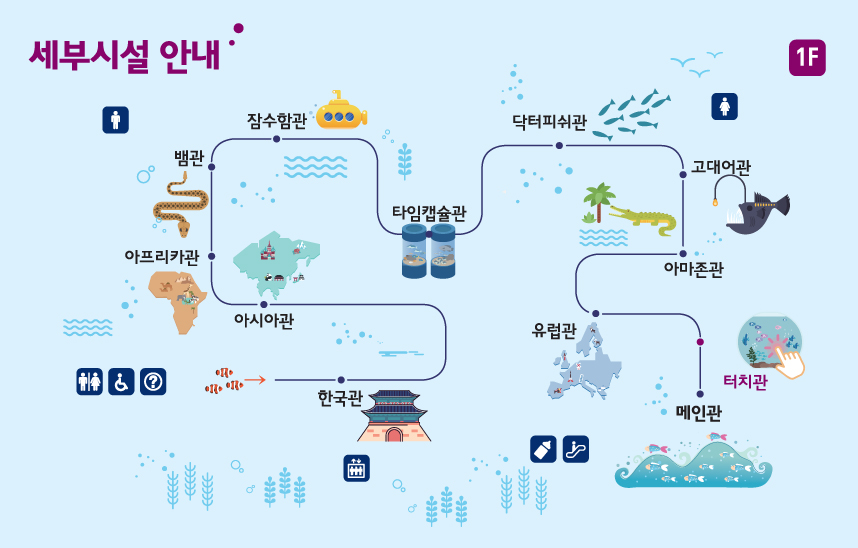 세부시설 안내
1F
잠수함관
닥터피쉬관
뱀관
고대어관
타임캡슐관
아프리카관
아마존관
아시아관
유럽관
터치관
한국관
메인관
?